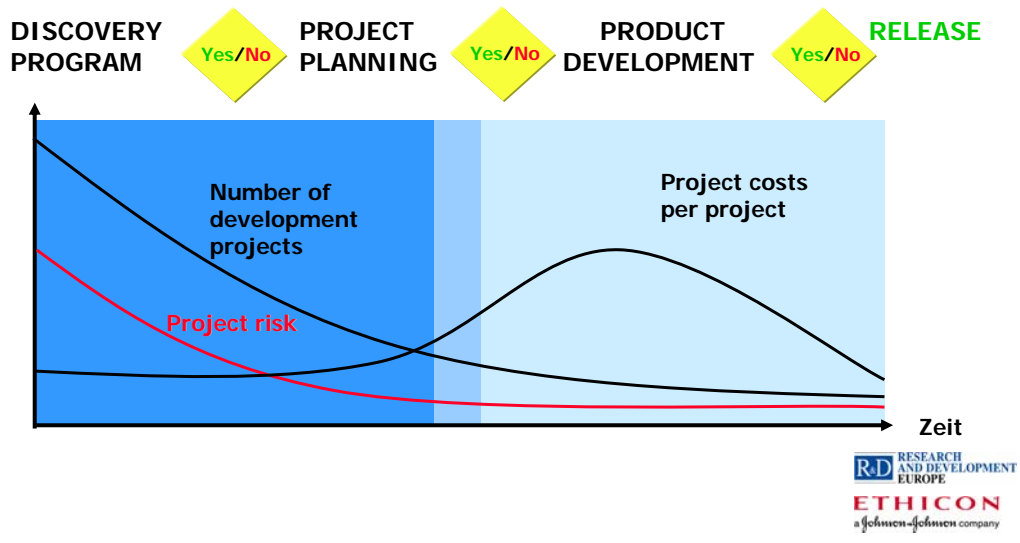 DISCOVERY
PROGRAM
Yes/No
PROJECT
PLANNING
Yes/No
PRODUCT
DEVELOPMENT
Yes/No
RELEASE
Number of
development
projects
Project costs
per project
Project risk
Zeit
R&D RESEARCH
AND DEVELOPMENT
EUROPE
ETHICON
a Johnson-Johnson company